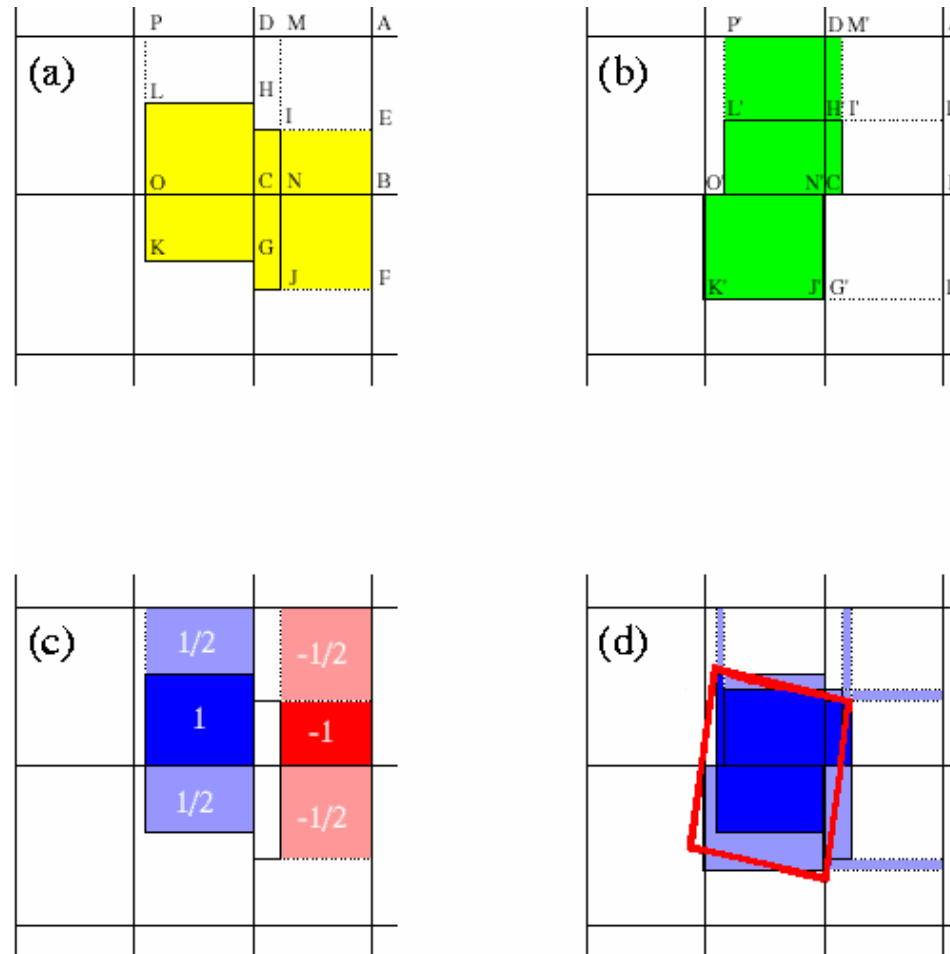 P D M A
(a)
L H
I E
O C N B
K G
J F
P' D M'
(b)
L' H I'
O' N' C
K' J' G'
(c)
1/2 -1/2
1 -1
1/2 -1/2
(d)